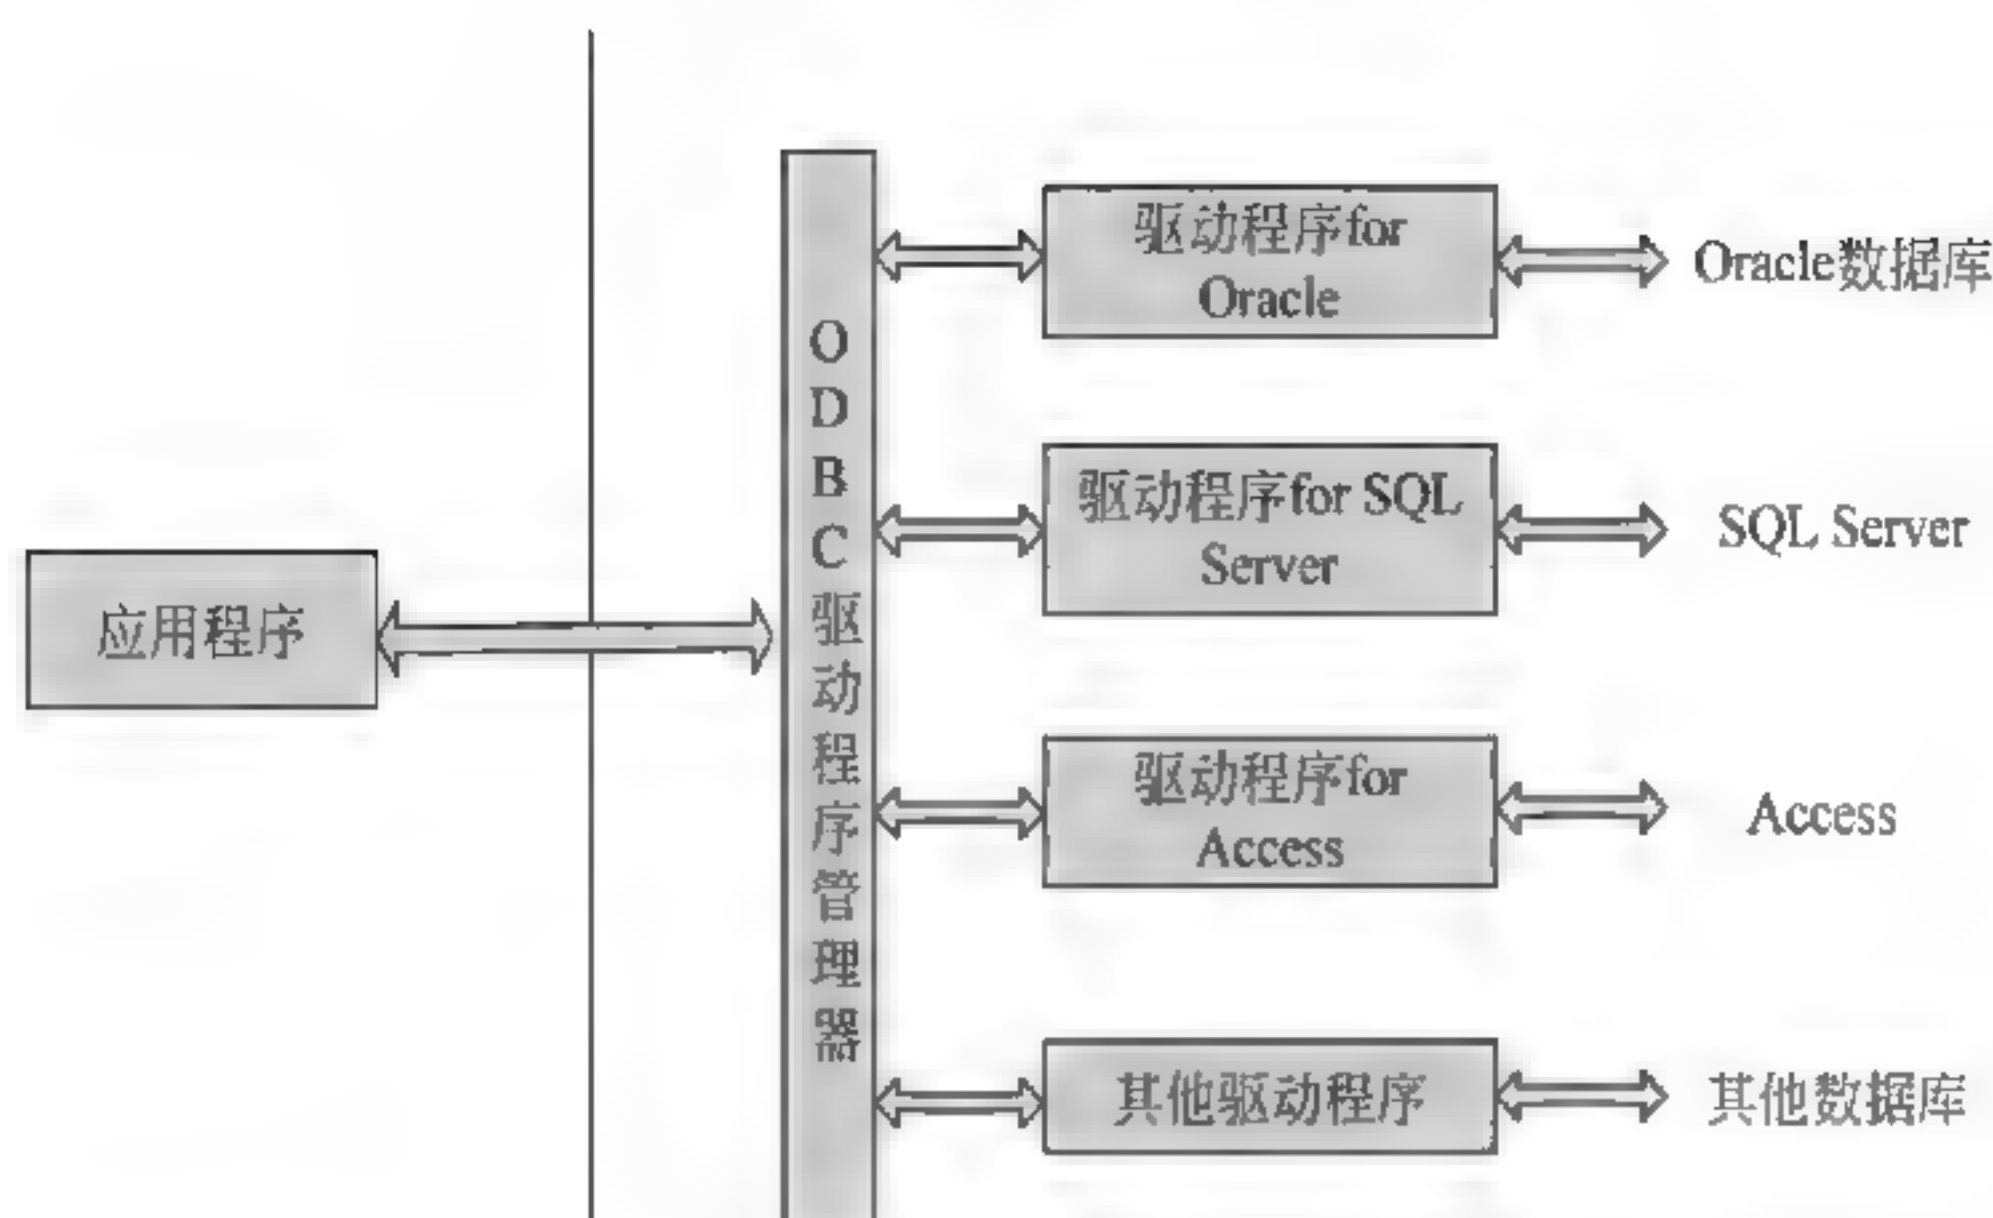 应用程序
ODBC驱动程序管理器
驱动程序for
Oracle
Oracle数据库
驱动程序for SQL
Server
SQL Server
驱动程序for
Access
Access
其他驱动程序
其他数据库